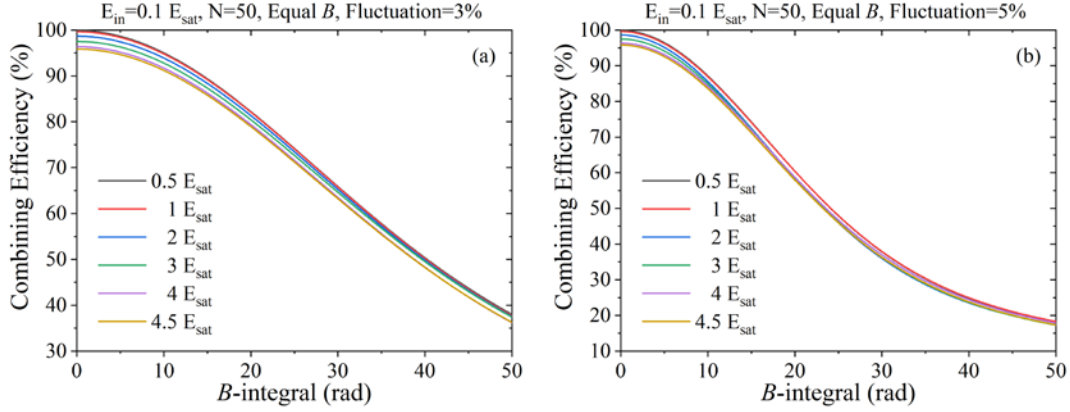 E_in=0.1 E_sat, N=50, Equal B, Fluctuation=3%
(a)
Combining Efficiency (%)
100
90
80
70
60
50
40
30
0.5 E_sat
1 E_sat
2 E_sat
3 E_sat
4 E_sat
4.5 E_sat
0 10 20 30 40 50
B-integral (rad)
E_in=0.1 E_sat, N=50, Equal B, Fluctuation=5%
(b)
Combining Efficiency (%)
100
90
80
70
60
50
40
30
20
10
0.5 E_sat
1 E_sat
2 E_sat
3 E_sat
4 E_sat
4.5 E_sat
0 10 20 30 40 50
B-integral (rad)